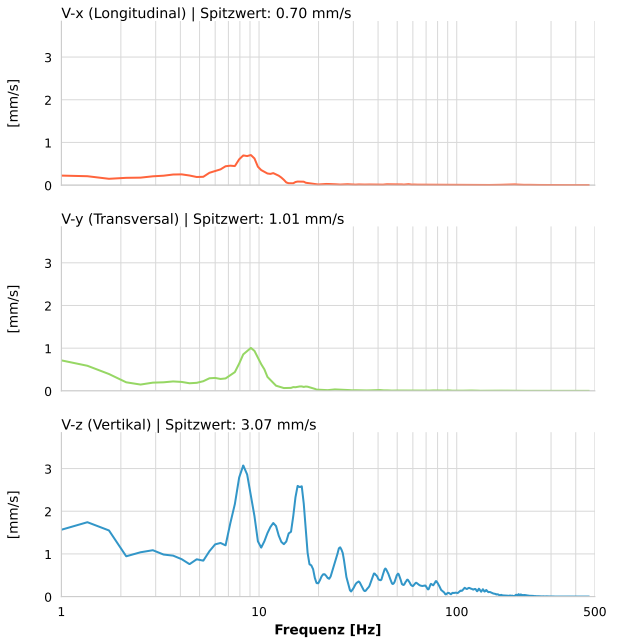 V-x (Longitudinal) | Spitzwert: 0.70 mm/s
3
2
1
0
[mm/s]
V-y (Transversal) | Spitzwert: 1.01 mm/s
3
2
1
0
[mm/s]
V-z (Vertikal) | Spitzwert: 3.07 mm/s
3
2
1
0
[mm/s]
1 10 100 500
Frequenz [Hz]